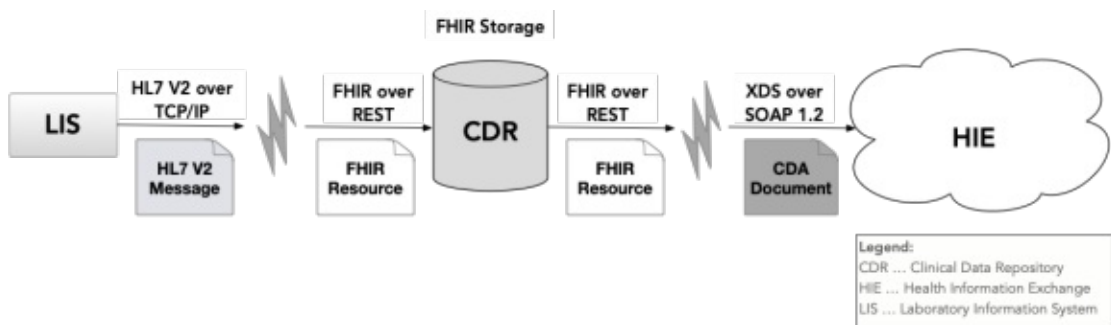 FHIR Storage
LIS
HL7 V2 over
TCP/IP
HL7 V2
Message
FHIR over
REST
FHIR
Resource
CDR
FHIR over
REST
FHIR
Resource
XDS over
SOAP 1.2
CDA
Document
HIE
Legend:
CDR ... Clinical Data Repository
HIE ... Health Information Exchange
LIS ... Laboratory Information System